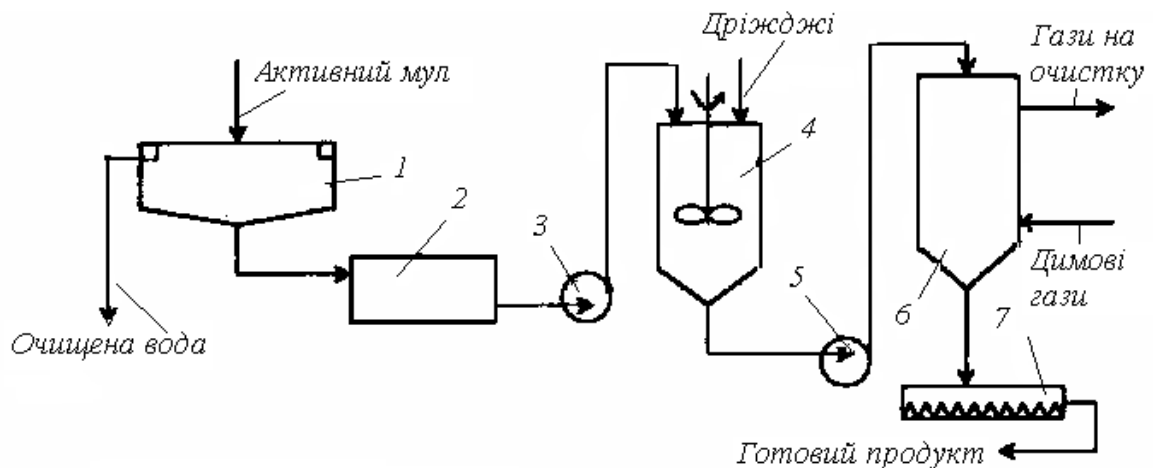 Дріжджі
Гази на
очистку
Активний мул
4
1
2
3
Димові
гази
5
6
7
Очищена вода
Готовий продукт